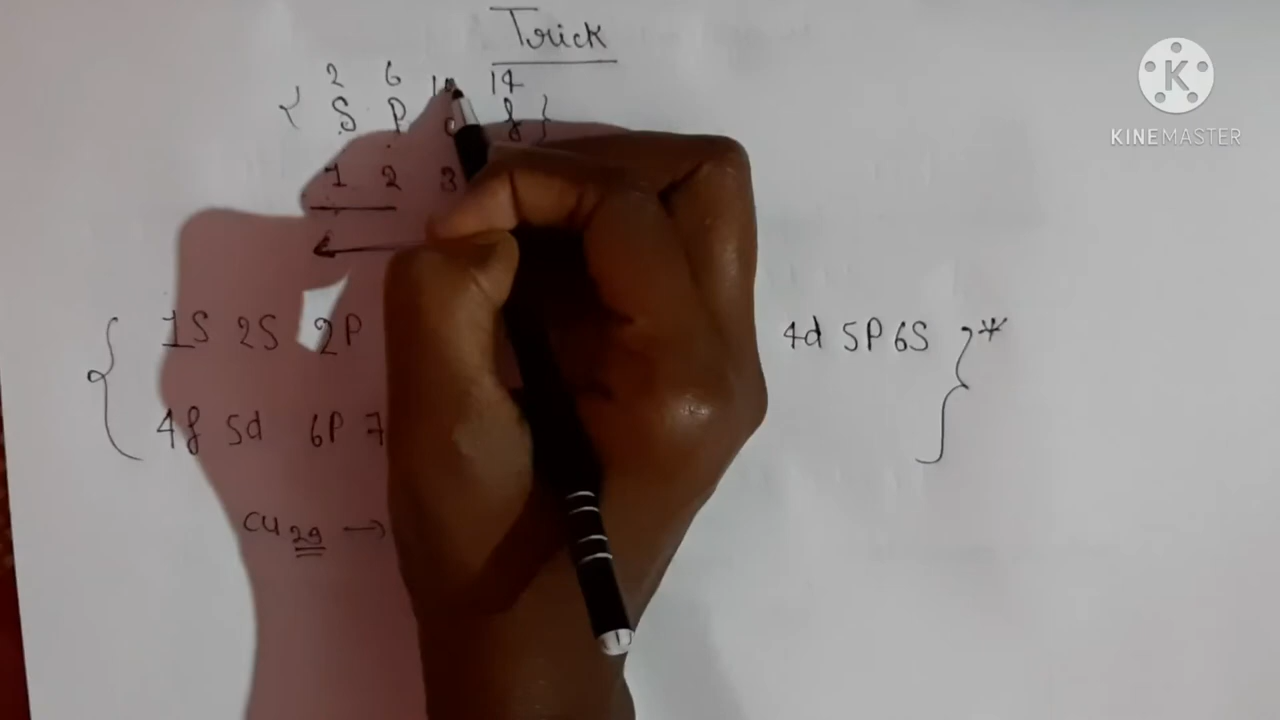 Trick
2 6 10 14
{ S P d f }
1 2 3
{ 1S 2S 2P 4d 5P 6S } *
4f 5d 6P 7
Cu 29 →
K
KINEMASTER